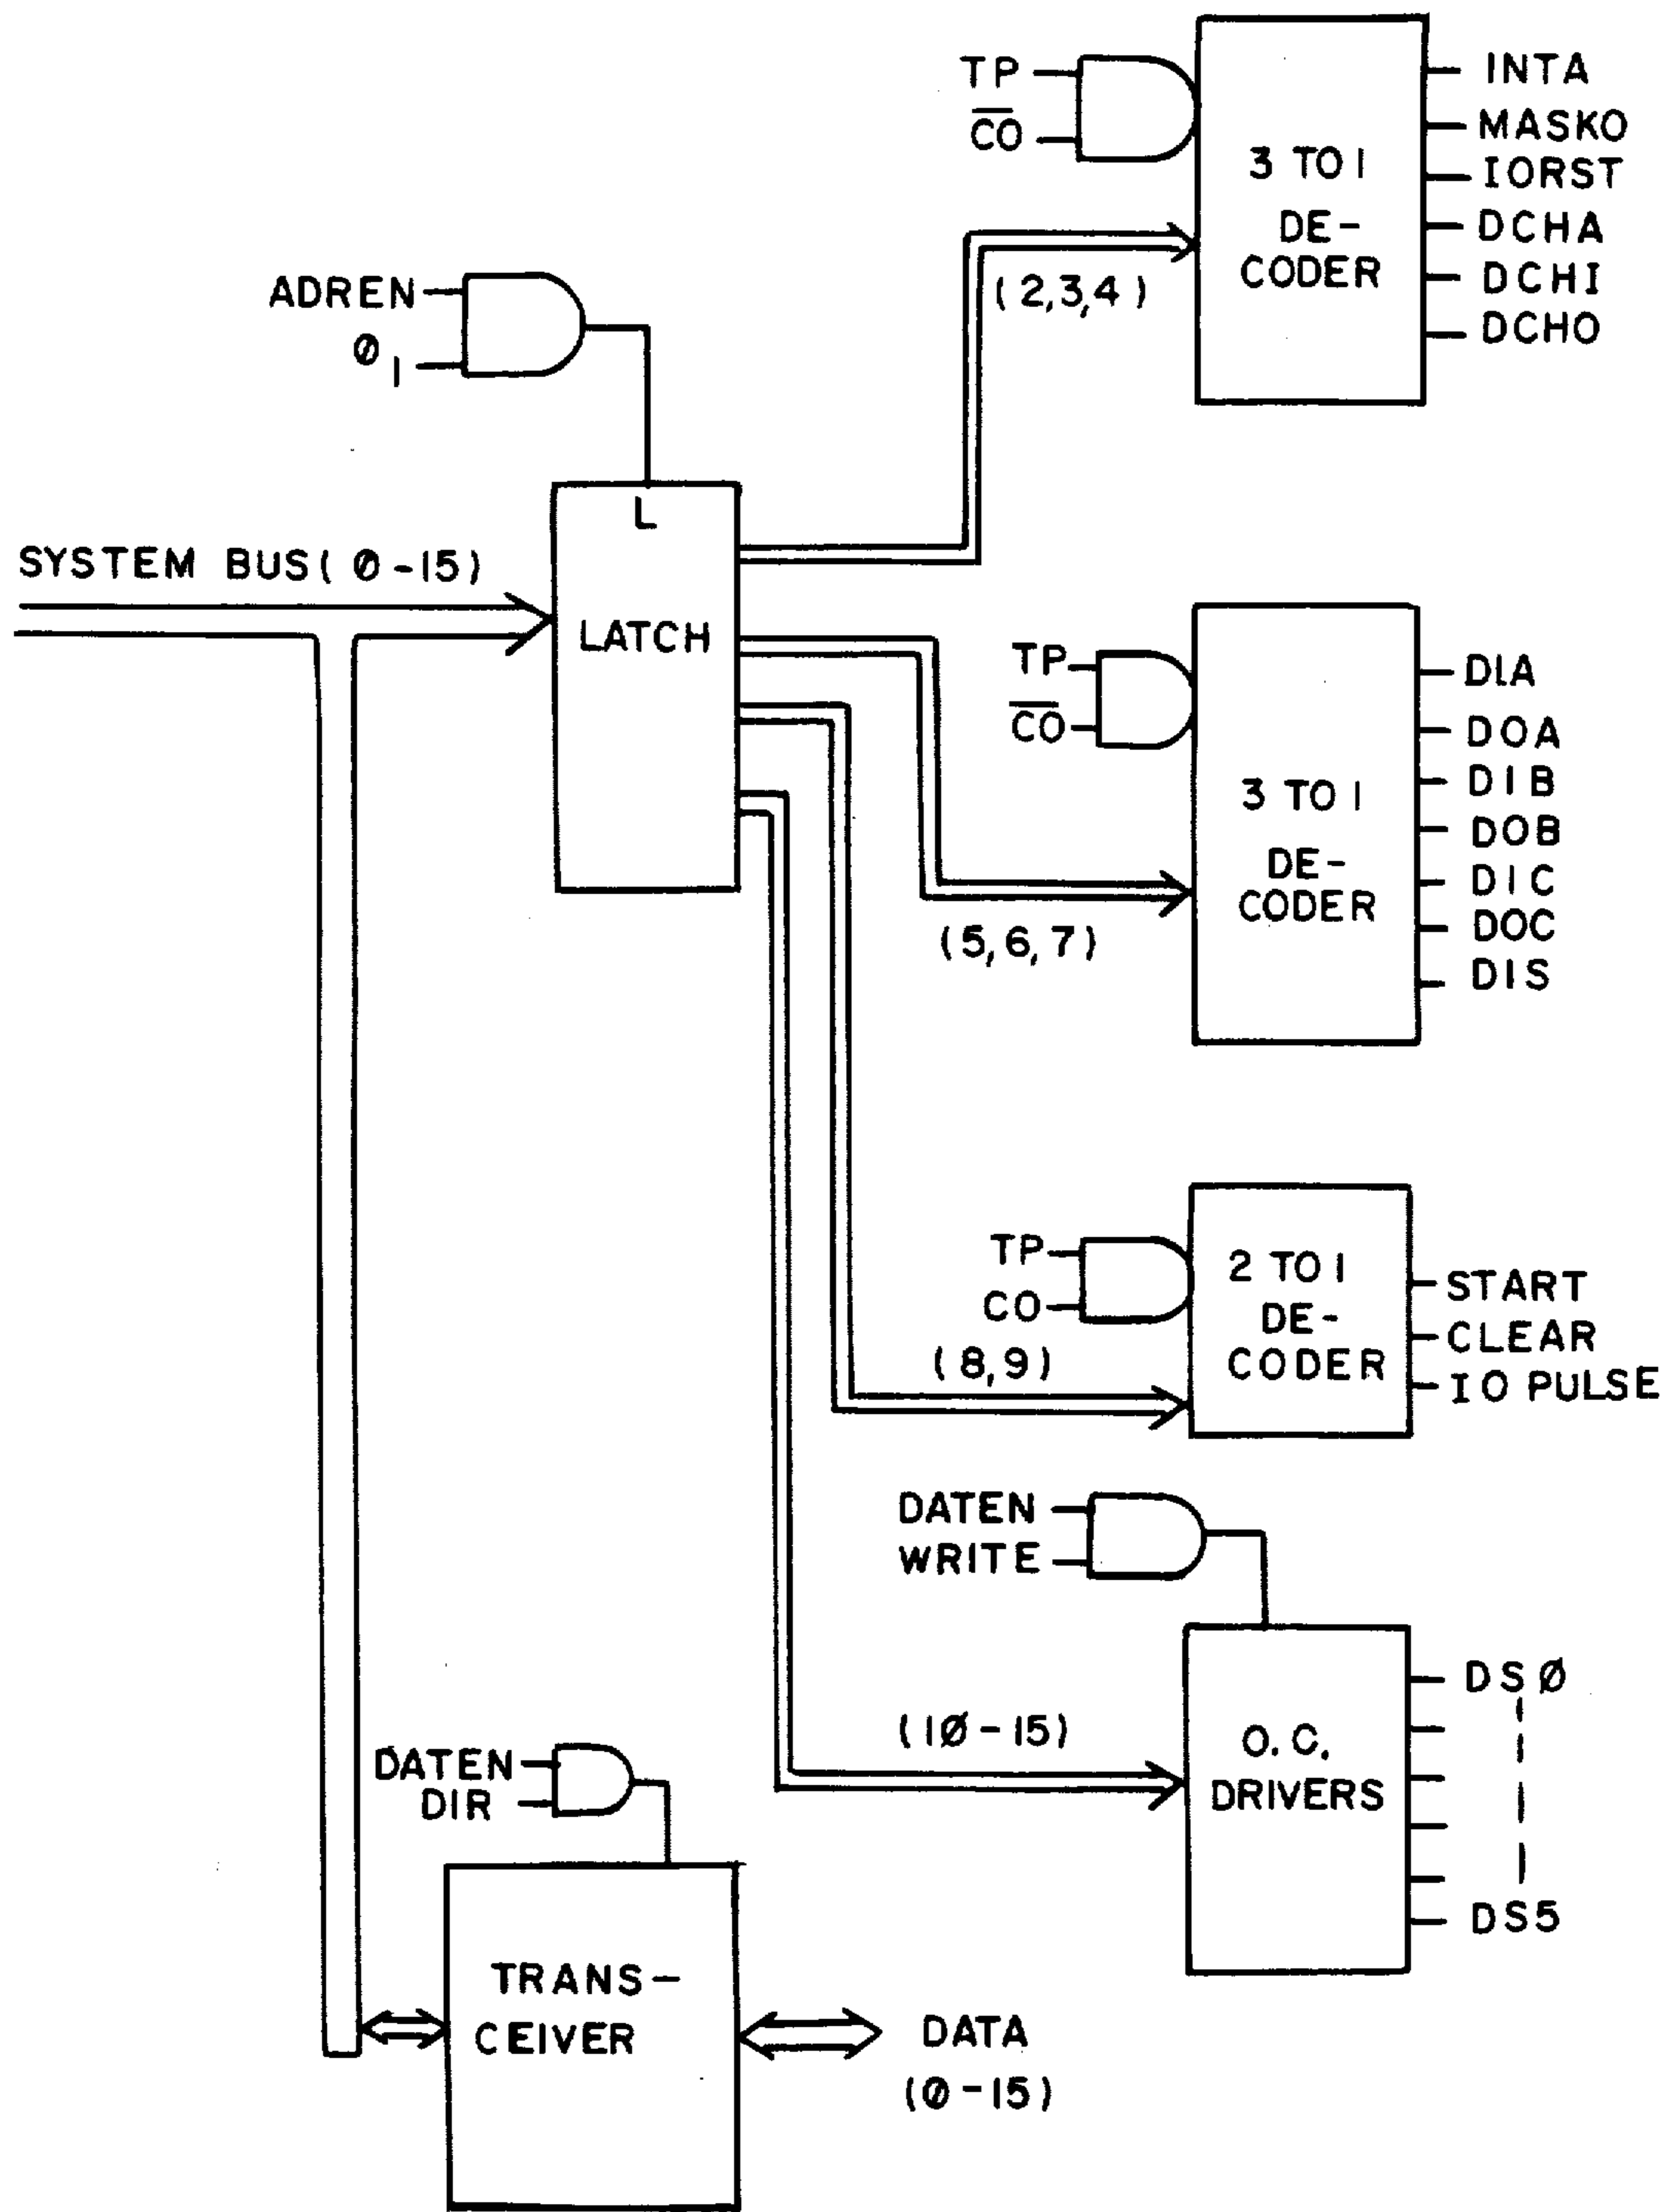 TP
C̅O̅
3 TO 1
DE-
CODER
INTA
MASKO
IORST
DCHA
DCHI
DCHO
(2,3,4)
ADREN
Ø1
L
LATCH
SYSTEM BUS(Ø-15)
TP
C̅O̅
3 TO 1
DE-
CODER
DIA
DOA
DIB
DOB
DIC
DOC
DIS
(5,6,7)
TP
CO
2 TO 1
DE-
CODER
START
CLEAR
IO PULSE
(8,9)
DATEN
WRITE
(1Ø-15)
O.C.
DRIVERS
DSØ
DS5
DATEN
DIR
TRANS-
CEIVER
DATA
(Ø-15)